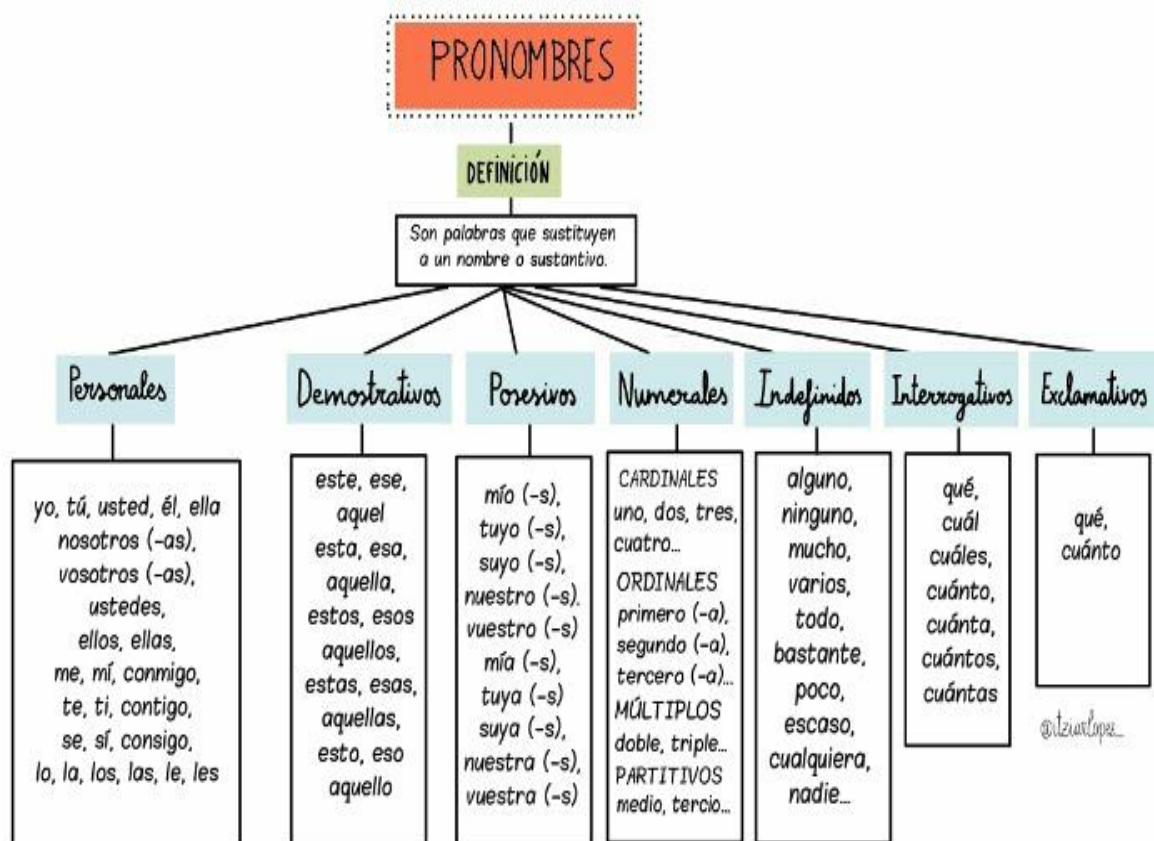 PRONOMBRES
DEFINICIÓN
Son palabras que sustituyen
a un nombre o sustantivo.
Personales
yo, tú, usted, él, ella
nosotros (-as),
vosotros (-as),
ustedes,
ellos, ellas,
me, mí, conmigo,
te, ti, contigo,
se, sí, consigo,
lo, la, los, las, le, les
Demostrativos
este, ese,
aquel
esta, esa,
aquella,
estos, esos
aquellos,
estas, esas,
aquellas,
esto, eso
aquello
Posesivos
mío (-s),
tuyo (-s),
suyo (-s),
nuestro (-s).
vuestro (-s)
mía (-s),
tuya (-s)
suya (-s),
nuestra (-s),
vuestra (-s)
Numerales
CARDINALES
uno, dos, tres,
cuatro...
ORDINALES
primero (-a),
segundo (-a),
tercero (-a)...
MÚLTIPLOS
doble, triple...
PARTITIVOS
medio, tercio...
Indefinidos
alguno,
ninguno,
mucho,
varios,
todo,
bastante,
poco,
escaso,
cualquiera,
nadie...
Interrogativos
qué,
cuál
cuáles,
cuánto,
cuánta,
cuántos,
cuántas
Exclamativos
qué,
cuánto
@itziarlopez_